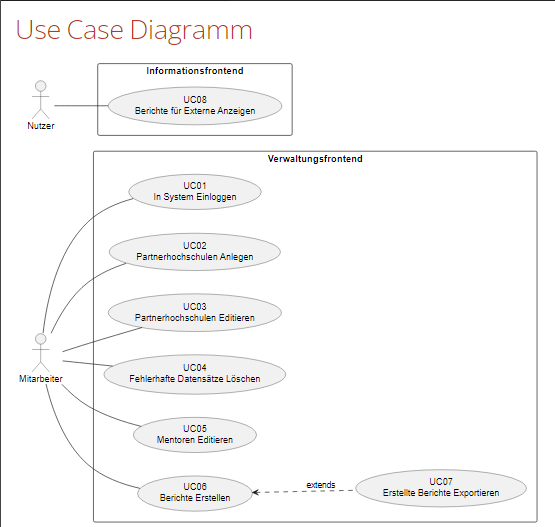 Use Case Diagramm
Informationsfrontend
UC08
Berichte für Externe Anzeigen
Nutzer
Verwaltungsfrontend
UC01
In System Einloggen
UC02
Partnerhochschulen Anlegen
UC03
Partnerhochschulen Editieren
UC04
Fehlerhafte Datensätze Löschen
Mitarbeiter
UC05
Mentoren Editieren
UC06
Berichte Erstellen
extends
UC07
Erstellte Berichte Exportieren